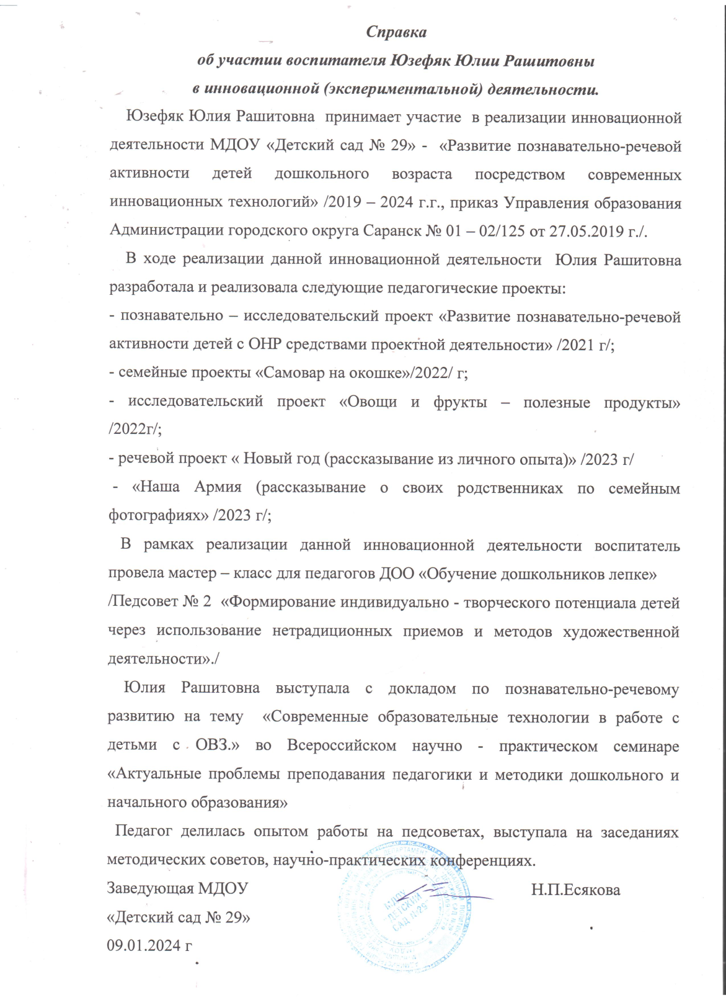 Справка
об участии воспитателя Юзефяк Юлии Рашитовны
в инновационной (экспериментальной) деятельности.
Юзефяк Юлия Рашитовна принимает участие в реализации инновационной
деятельности МДОУ «Детский сад № 29» - «Развитие познавательно-речевой
активности детей дошкольного возраста посредством современных
инновационных технологий» /2019 – 2024 г.г., приказ Управления образования
Администрации городского округа Саранск № 01 – 02/125 от 27.05.2019 г./.
В ходе реализации данной инновационной деятельности Юлия Рашитовна
разработала и реализовала следующие педагогические проекты:
- познавательно – исследовательский проект «Развитие познавательно-речевой
активности детей с ОНР средствами проектной деятельности» /2021 г/;
- семейные проекты «Самовар на окошке»/2022/ г;
- исследовательский проект «Овощи и фрукты – полезные продукты»
/2022г/;
- речевой проект « Новый год (рассказывание из личного опыта)» /2023 г/
- «Наша Армия (рассказывание о своих родственниках по семейным
фотографиях» /2023 г/;
В рамках реализации данной инновационной деятельности воспитатель
провела мастер – класс для педагогов ДОО «Обучение дошкольников лепке»
/Педсовет № 2 «Формирование индивидуально - творческого потенциала детей
через использование нетрадиционных приемов и методов художественной
деятельности»./
Юлия Рашитовна выступала с докладом по познавательно-речевому
развитию на тему «Современные образовательные технологии в работе с
детьми с ОВЗ.» во Всероссийском научно - практическом семинаре
«Актуальные проблемы преподавания педагогики и методики дошкольного и
начального образования»
Педагог делилась опытом работы на педсоветах, выступала на заседаниях
методических советов, научно-практических конференциях.
Заведующая МДОУ Н.П.Есякова
«Детский сад № 29»
09.01.2024 г
МДОУ
"ДЕТСКИЙ
САД №29"